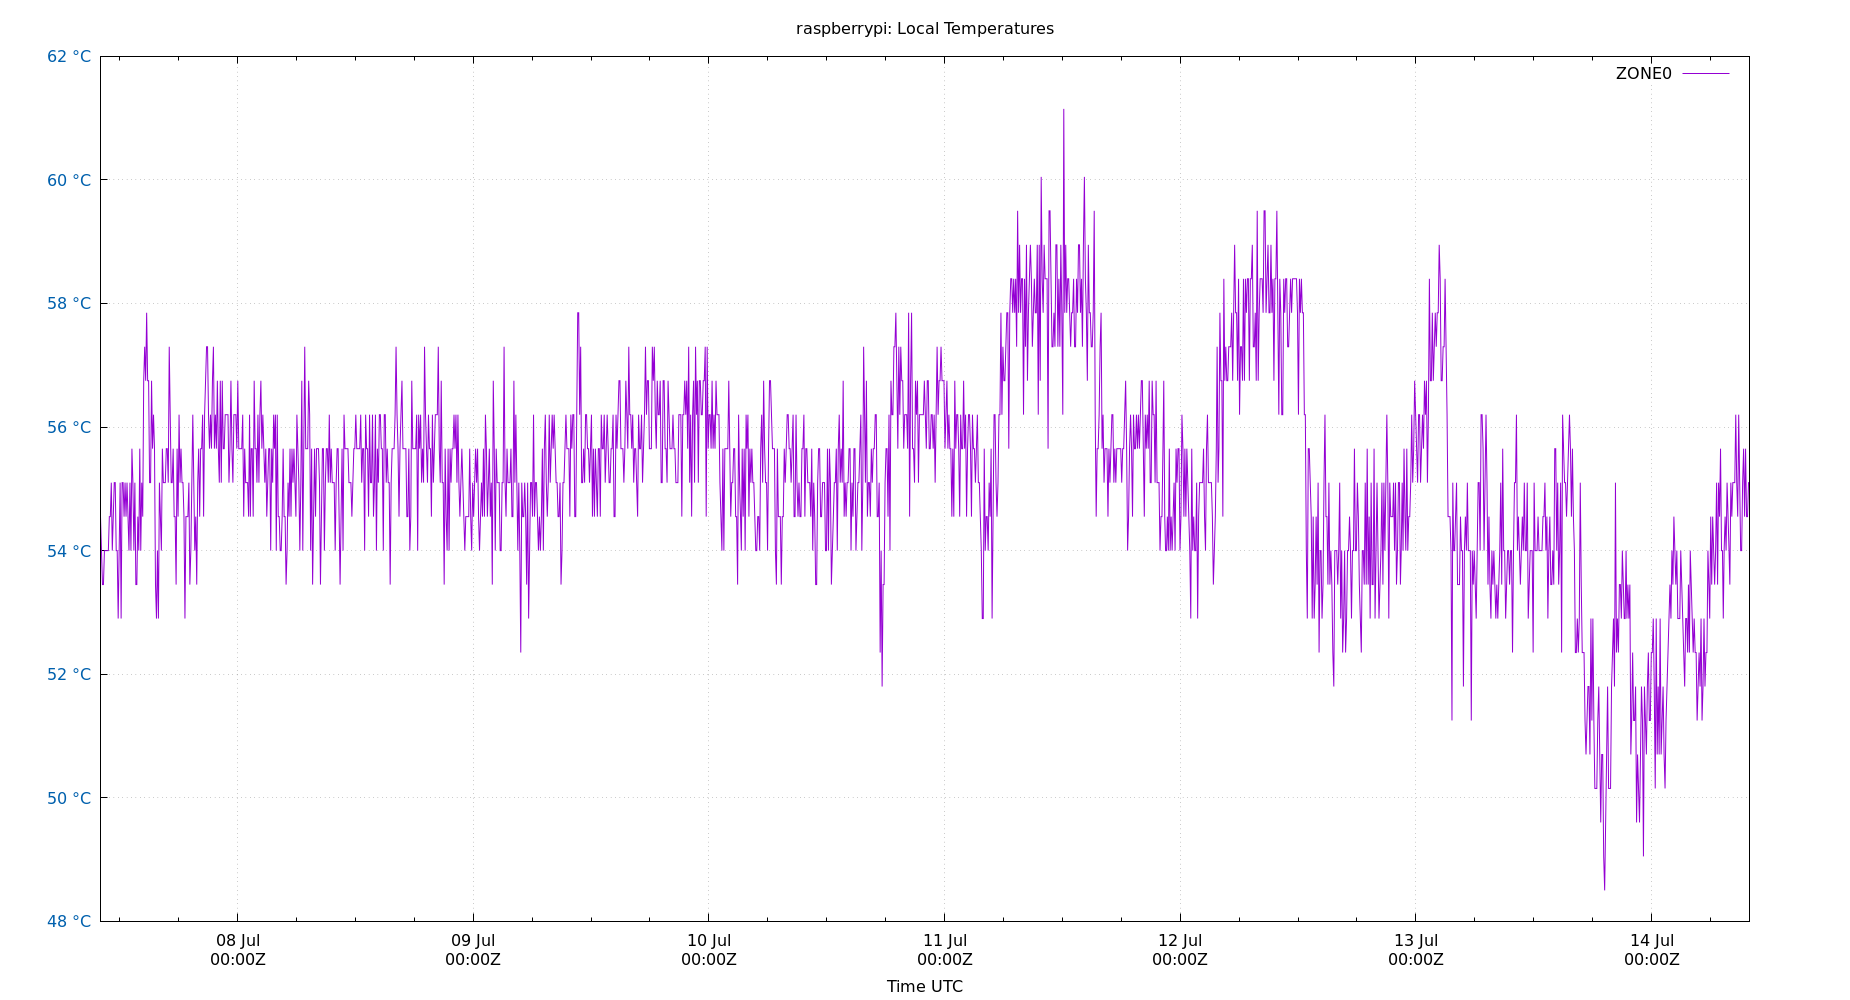 raspberrypi: Local Temperatures
62 °C
ZONE0
60 °C
58 °C
56 °C
54 °C
52 °C
50 °C
48 °C
08 Jul 09 Jul 10 Jul 11 Jul 12 Jul 13 Jul 14 Jul
00:00Z 00:00Z 00:00Z 00:00Z 00:00Z 00:00Z 00:00Z
Time UTC